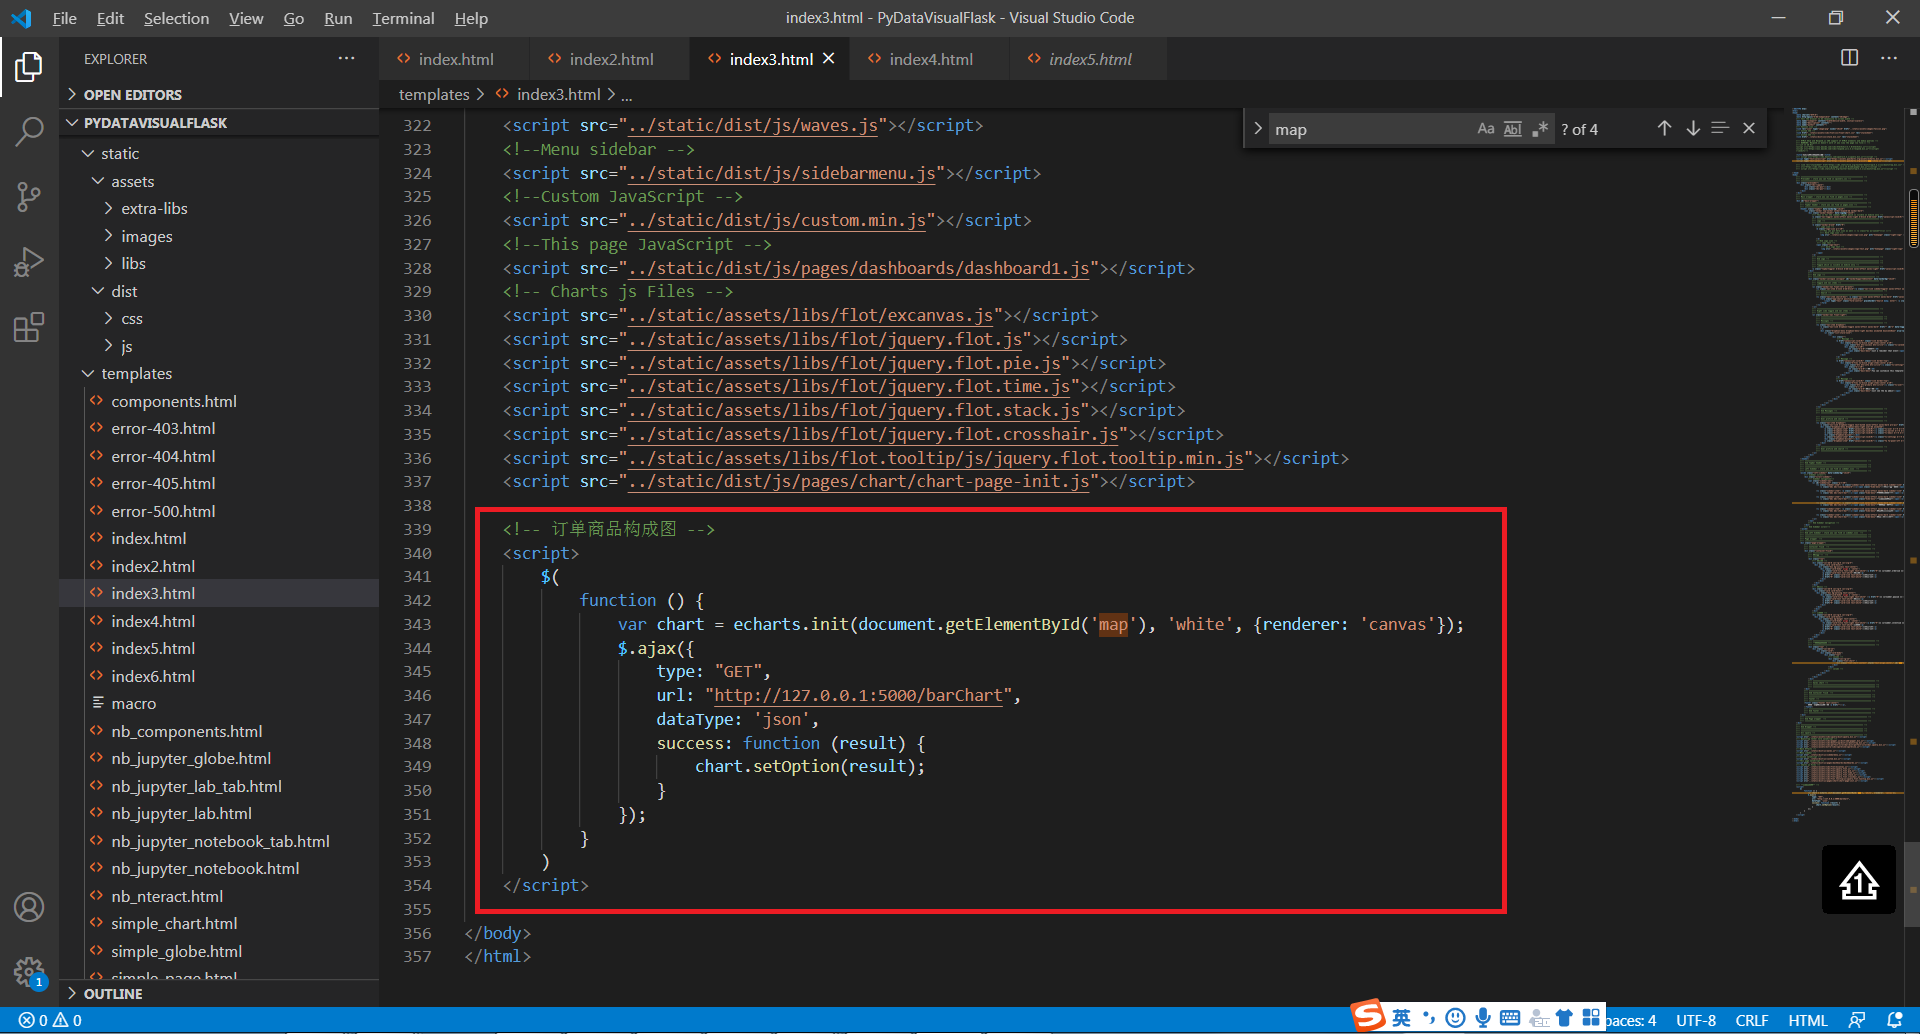 File Edit Selection View Go Run Terminal Help
index3.html - PyDataVisualFlask - Visual Studio Code
EXPLORER
OPEN EDITORS
PYDATAVISUALFLASK
static
assets
extra-libs
images
libs
dist
css
js
templates
components.html
error-403.html
error-404.html
error-405.html
error-500.html
index.html
index2.html
index3.html
index4.html
index5.html
index6.html
macro
nb_components.html
nb_jupyter_globe.html
nb_jupyter_lab_tab.html
nb_jupyter_lab.html
nb_jupyter_notebook_tab.html
nb_jupyter_notebook.html
nb_nteract.html
simple_chart.html
simple_globe.html
simple_page.html
OUTLINE
index.html index2.html index3.html index4.html index5.html
templates > index3.html > ...
map Aa Abl .* ? of 4
322 <script src="../static/dist/js/waves.js"></script>
323 <!--Menu sidebar -->
324 <script src="../static/dist/js/sidebarmenu.js"></script>
325 <!--Custom JavaScript -->
326 <script src="../static/dist/js/custom.min.js"></script>
327 <!--This page JavaScript -->
328 <script src="../static/dist/js/pages/dashboards/dashboard1.js"></script>
329 <!-- Charts js Files -->
330 <script src="../static/assets/libs/flot/excanvas.js"></script>
331 <script src="../static/assets/libs/flot/jquery.flot.js"></script>
332 <script src="../static/assets/libs/flot/jquery.flot.pie.js"></script>
333 <script src="../static/assets/libs/flot/jquery.flot.time.js"></script>
334 <script src="../static/assets/libs/flot/jquery.flot.stack.js"></script>
335 <script src="../static/assets/libs/flot/jquery.flot.crosshair.js"></script>
336 <script src="../static/assets/libs/flot.tooltip/js/jquery.flot.tooltip.min.js"></script>
337 <script src="../static/dist/js/pages/chart/chart-page-init.js"></script>
338
339 <!-- 订单商品构成图 -->
340 <script>
341 $(
342 function () {
343 var chart = echarts.init(document.getElementById('map'), 'white', {renderer: 'canvas'});
344 $.ajax({
345 type: "GET",
346 url: "http://127.0.0.1:5000/barChart",
347 dataType: 'json',
348 success: function (result) {
349 chart.setOption(result);
350 }
351 });
352 }
353 )
354 </script>
355
356 </body>
357 </html>
1
1
0 0
S 英
paces: 4 UTF-8 CRLF HTML